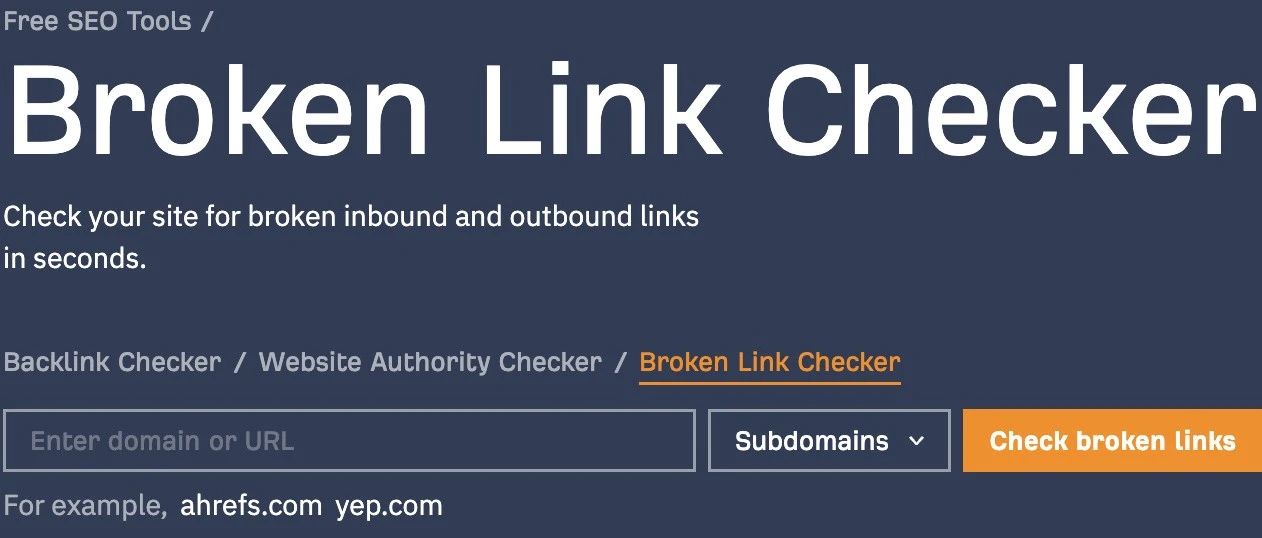 Free SEO Tools /
Broken Link Checker
Check your site for broken inbound and outbound links
in seconds.
Backlink Checker / Website Authority Checker / Broken Link Checker
Enter domain or URL Subdomains Check broken links
For example, ahrefs.com yep.com